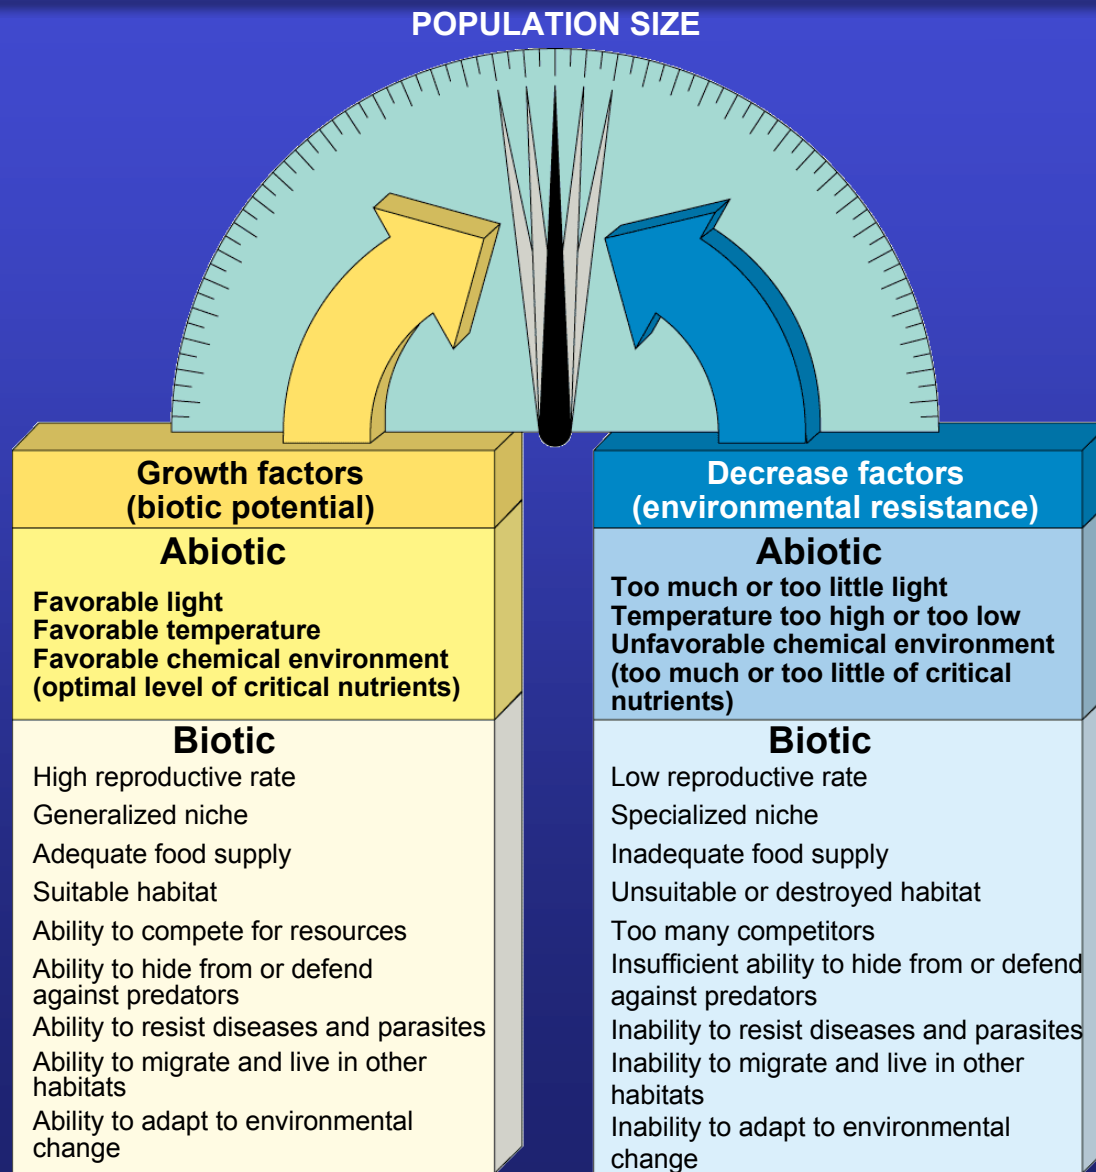 POPULATION SIZE
Growth factors
(biotic potential)
Abiotic
Favorable light
Favorable temperature
Favorable chemical environment
(optimal level of critical nutrients)
Biotic
High reproductive rate
Generalized niche
Adequate food supply
Suitable habitat
Ability to compete for resources
Ability to hide from or defend
against predators
Ability to resist diseases and parasites
Ability to migrate and live in other
habitats
Ability to adapt to environmental
change
Decrease factors
(environmental resistance)
Abiotic
Too much or too little light
Temperature too high or too low
Unfavorable chemical environment
(too much or too little of critical
nutrients)
Biotic
Low reproductive rate
Specialized niche
Inadequate food supply
Unsuitable or destroyed habitat
Too many competitors
Insufficient ability to hide from or defend
against predators
Inability to resist diseases and parasites
Inability to migrate and live in other
habitats
Inability to adapt to environmental
change